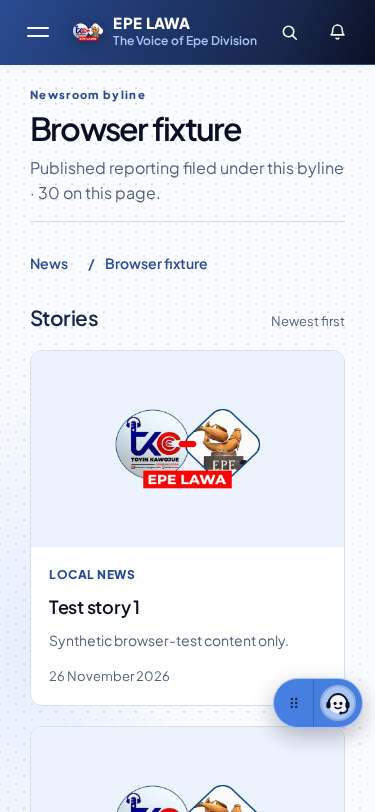 EPE LAWA
The Voice of Epe Division
Newsroom byline
Browser fixture
Published reporting filed under this byline
· 30 on this page.
News / Browser fixture
Stories
Newest first
TKC
TOYIN KAWOJUE
EPE
EPE LAWA
LOCAL NEWS
Test story 1
Synthetic browser-test content only.
26 November 2026